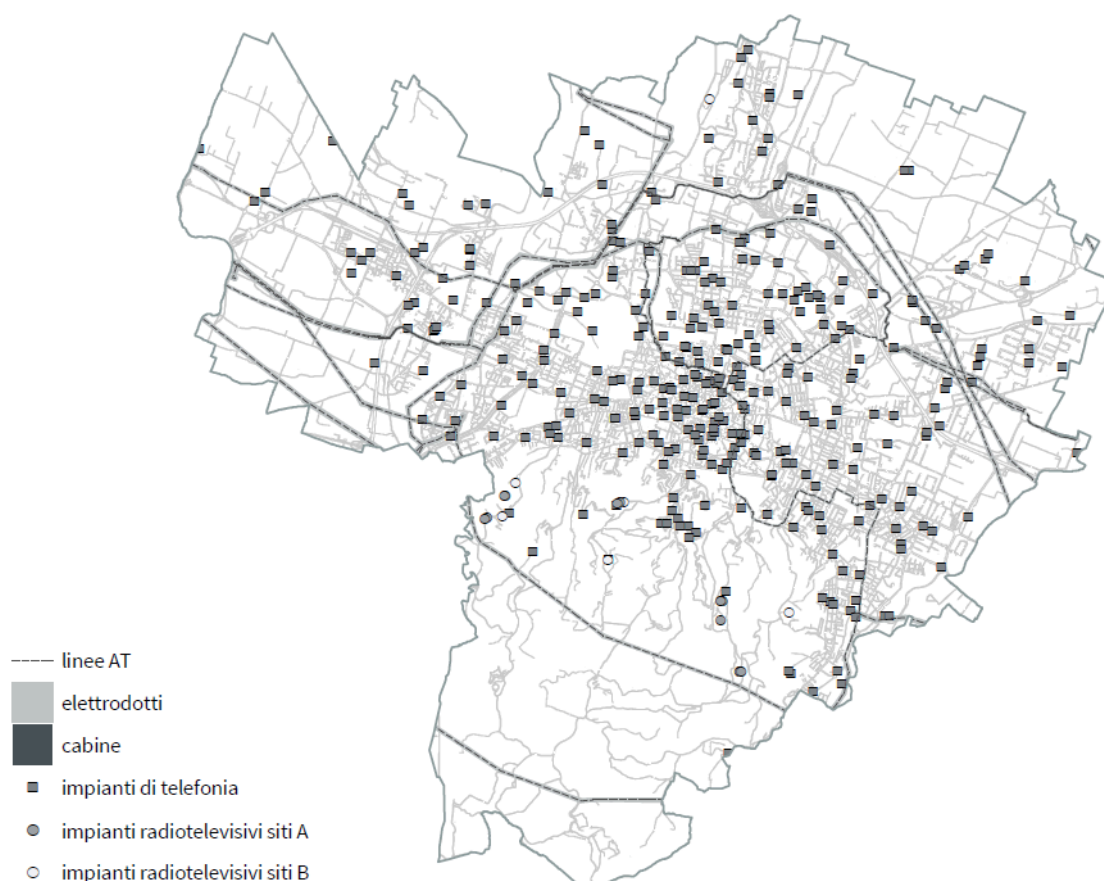 linee AT
elettrodotti
cabine
impianti di telefonia
impianti radiotelevisivi siti A
impianti radiotelevisivi siti B